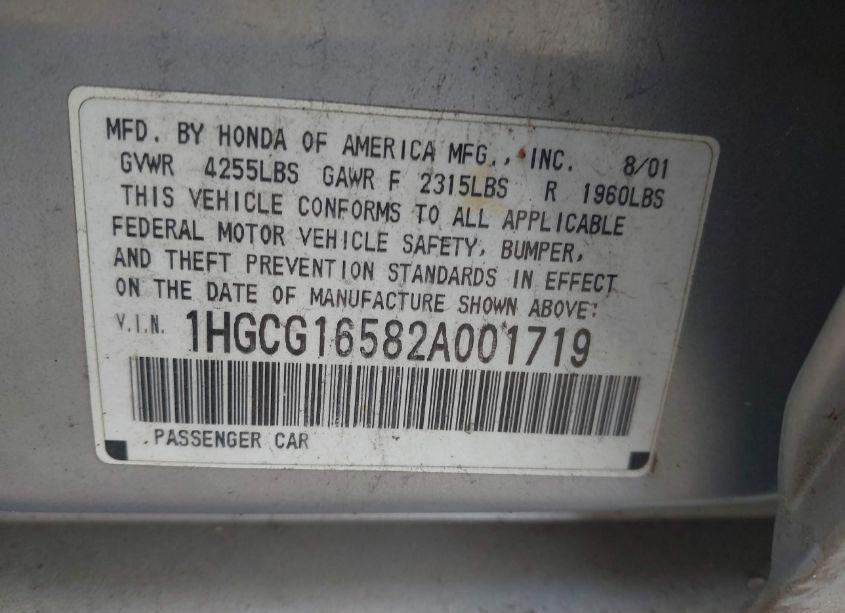 MFD. BY HONDA OF AMERICA MFG., INC. 8/01
GVWR 4255LBS GAWR F 2315LBS R 1960LBS
THIS VEHICLE CONFORMS TO ALL APPLICABLE
FEDERAL MOTOR VEHICLE SAFETY, BUMPER,
AND THEFT PREVENTION STANDARDS IN EFFECT
ON THE DATE OF MANUFACTURE SHOWN ABOVE:
V.I.N. 1HGCG16582A001719
PASSENGER CAR